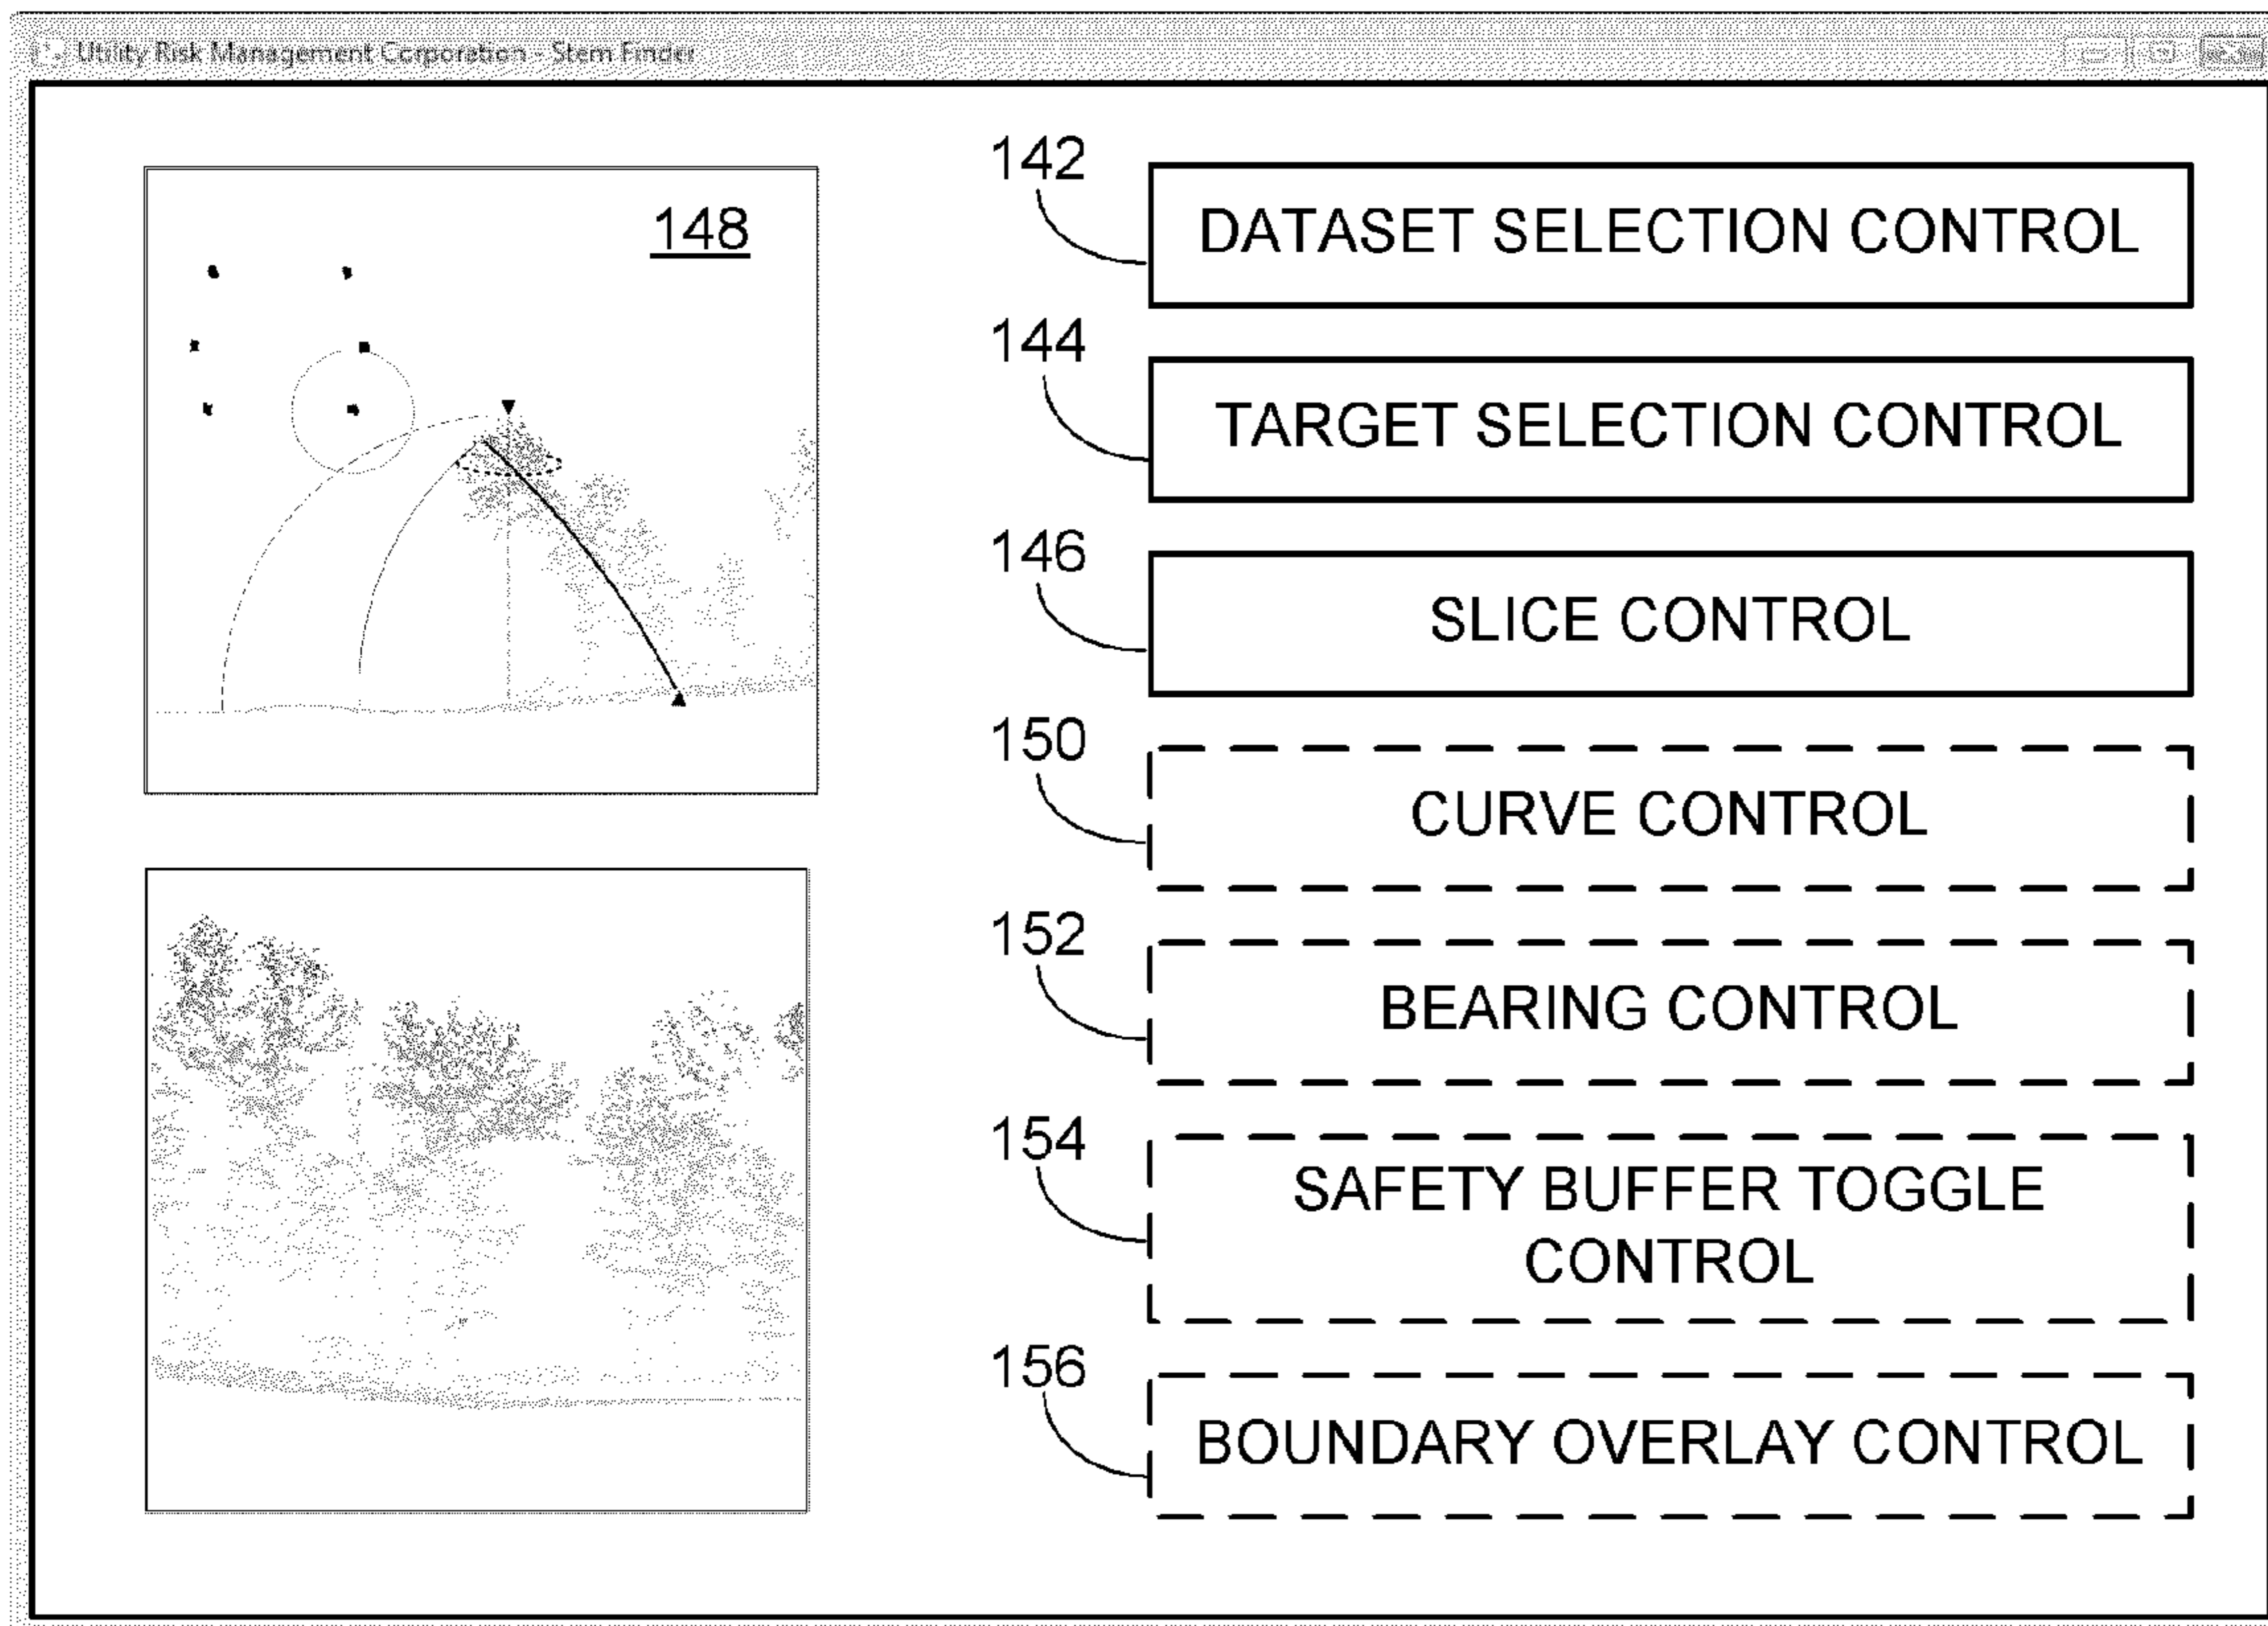 Utility Risk Management Corporation - Stem Finder
148
142
DATASET SELECTION CONTROL
144
TARGET SELECTION CONTROL
146
SLICE CONTROL
150
CURVE CONTROL
152
BEARING CONTROL
154
SAFETY BUFFER TOGGLE
CONTROL
156
BOUNDARY OVERLAY CONTROL